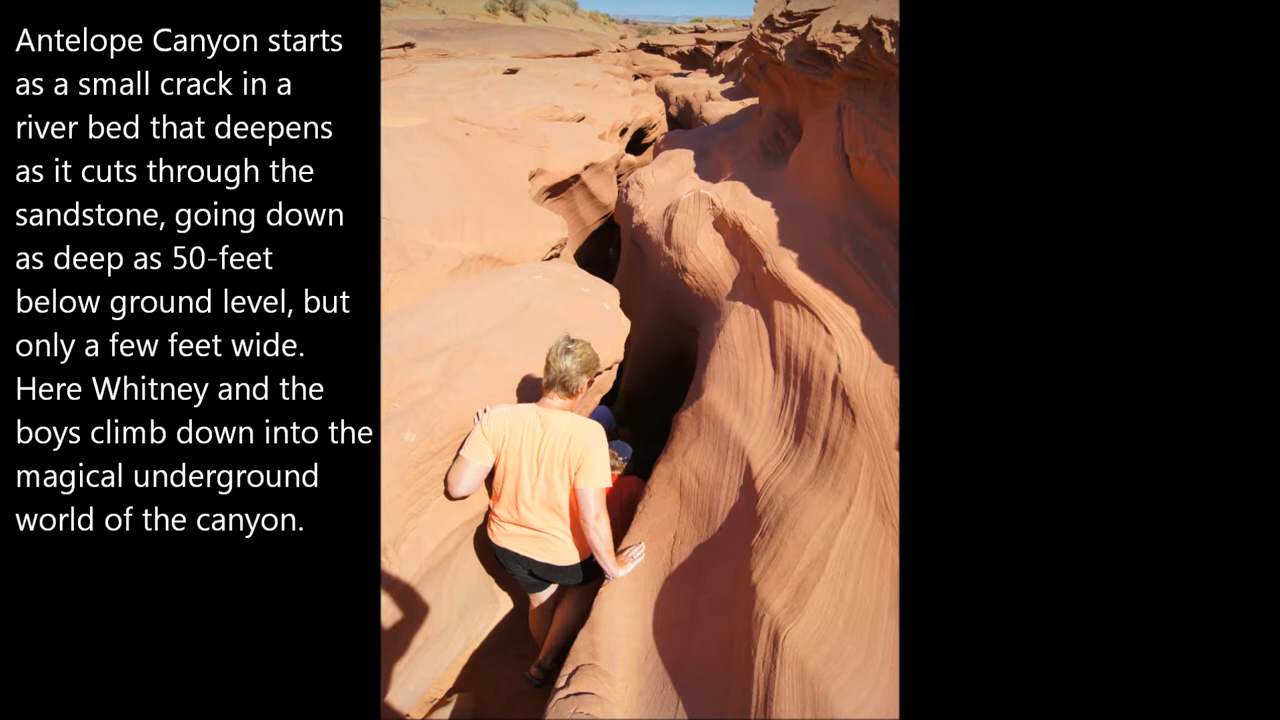 Antelope Canyon starts
as a small crack in a
river bed that deepens
as it cuts through the
sandstone, going down
as deep as 50-feet
below ground level, but
only a few feet wide.
Here Whitney and the
boys climb down into the
magical underground
world of the canyon.